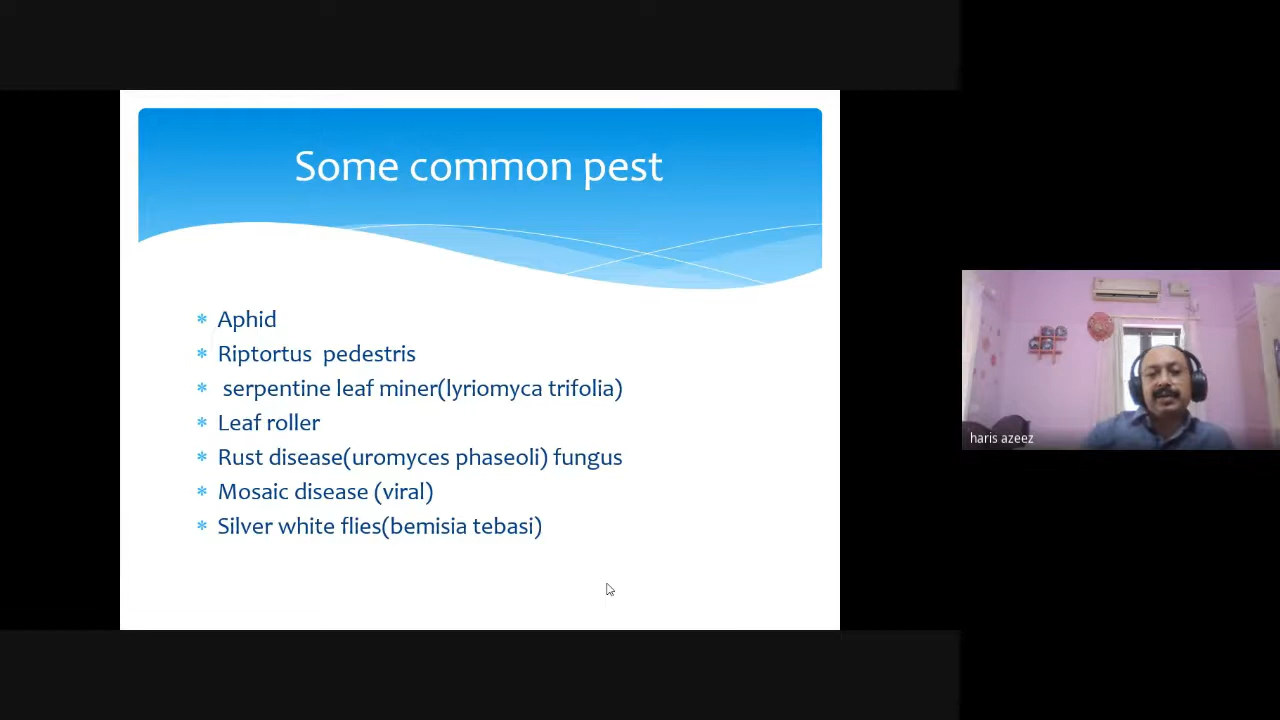 Some common pest
* Aphid
* Riptortus  pedestris
* serpentine leaf miner(lyriomyca trifolia)
* Leaf roller
* Rust disease(uromyces phaseoli) fungus
* Mosaic disease (viral)
* Silver white flies(bemisia tebasi)
haris azeez